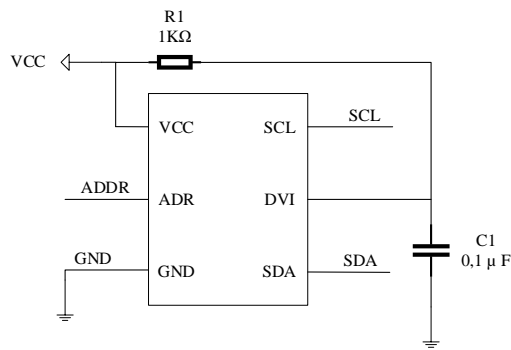 R1
1KΩ
VCC
VCC
SCL
SCL
ADDR
ADR
DVI
GND
GND
SDA
SDA
C1
0,1 μ F